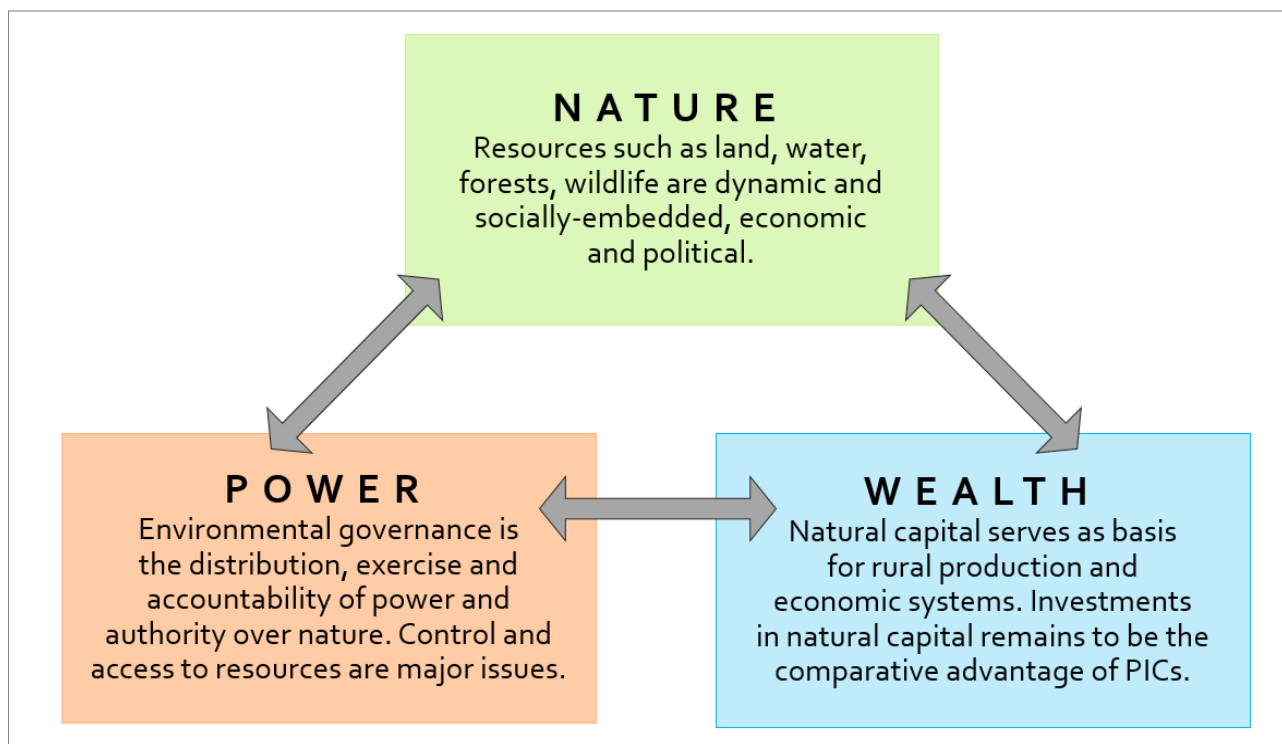 NATURE
Resources such as land, water,
forests, wildlife are dynamic and
socially-embedded, economic
and political.
POWER
Environmental governance is
the distribution, exercise and
accountability of power and
authority over nature. Control and
access to resources are major issues.
WEALTH
Natural capital serves as basis
for rural production and
economic systems. Investments
in natural capital remains to be the
comparative advantage of PICs.